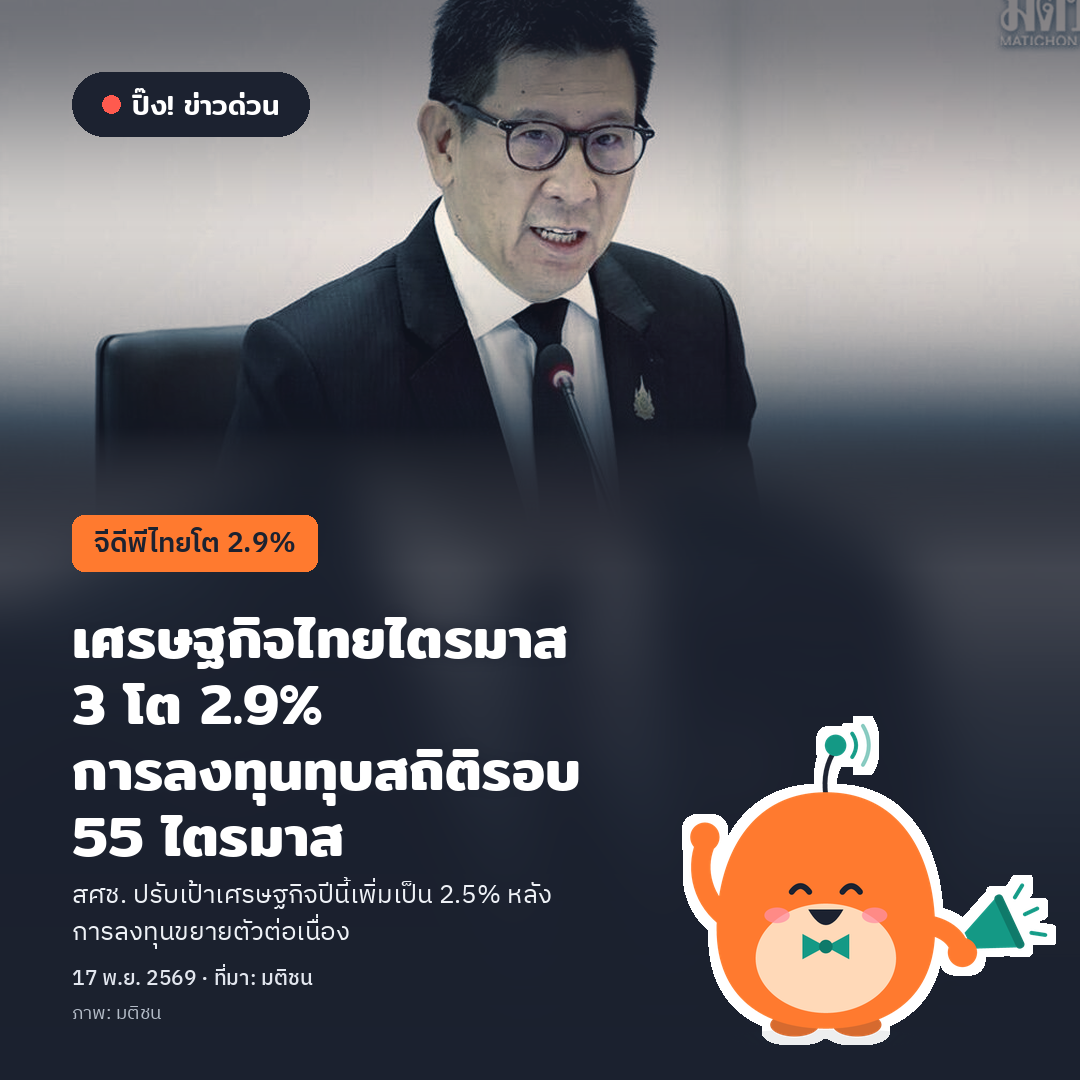 MATICHON
ปิ๊ง! ข่าวด่วน
จีดีพีไทยโต 2.9%
เศรษฐกิจไทยไตรมาส
3 โต 2.9%
การลงทุนทุบสถิติรอบ
55 ไตรมาส
สศช. ปรับเป้าเศรษฐกิจปีนี้เพิ่มเป็น 2.5% หลัง
การลงทุนขยายตัวต่อเนื่อง
17 พ.ย. 2569 · ที่มา: มติชน
ภาพ: มติชน